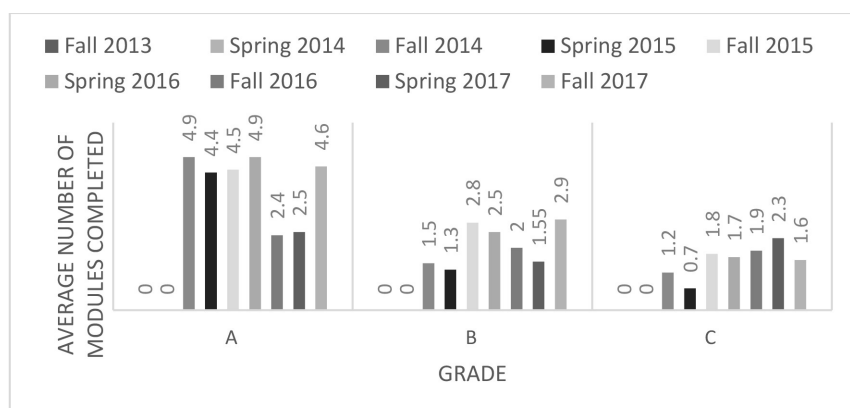 Fall 2013 Spring 2014 Fall 2014 Spring 2015 Fall 2015
Spring 2016 Fall 2016 Spring 2017 Fall 2017
AVERAGE NUMBER OF
MODULES COMPLETED
0 0 4.9 4.4 4.5 4.9 2.4 2.5 4.6
0 0 1.5 1.3 2.8 2.5 2 1.55 2.9
0 0 1.2 0.7 1.8 1.7 1.9 2.3 1.6
A B C
GRADE